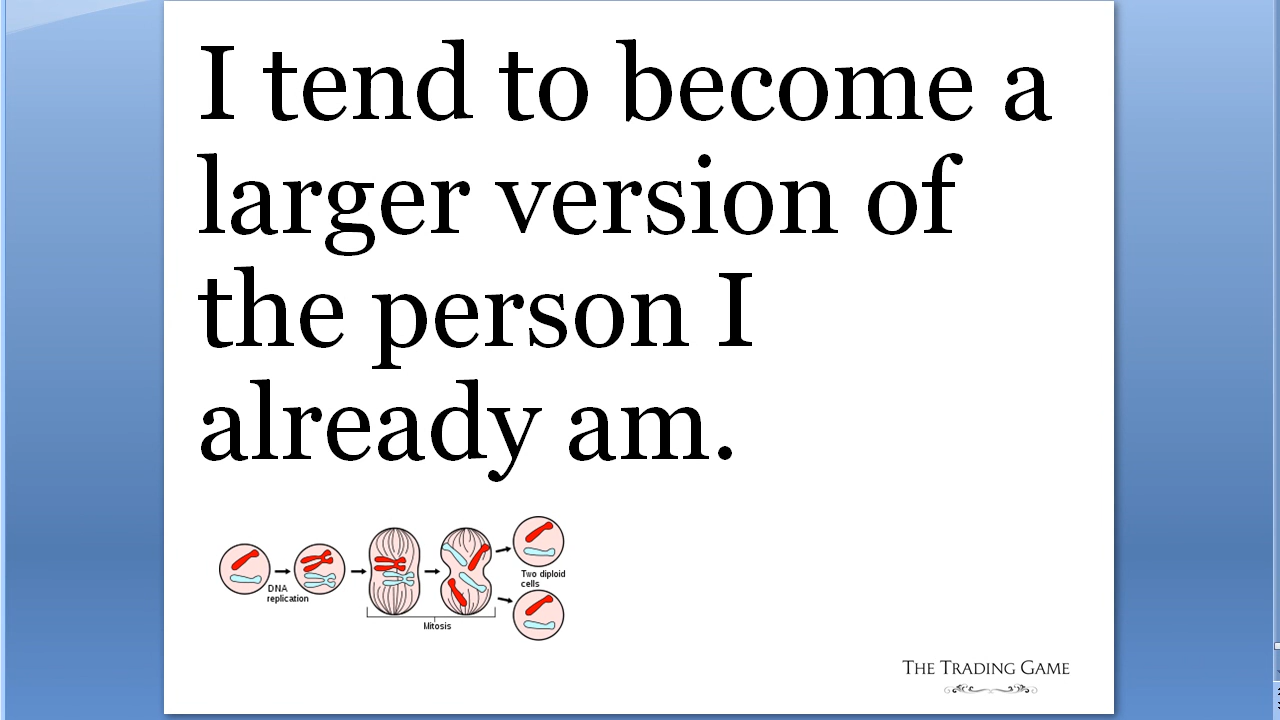 I tend to become a
larger version of
the person I
already am.
DNA
replication
Mitosis
Two diploid
cells
THE TRADING GAME